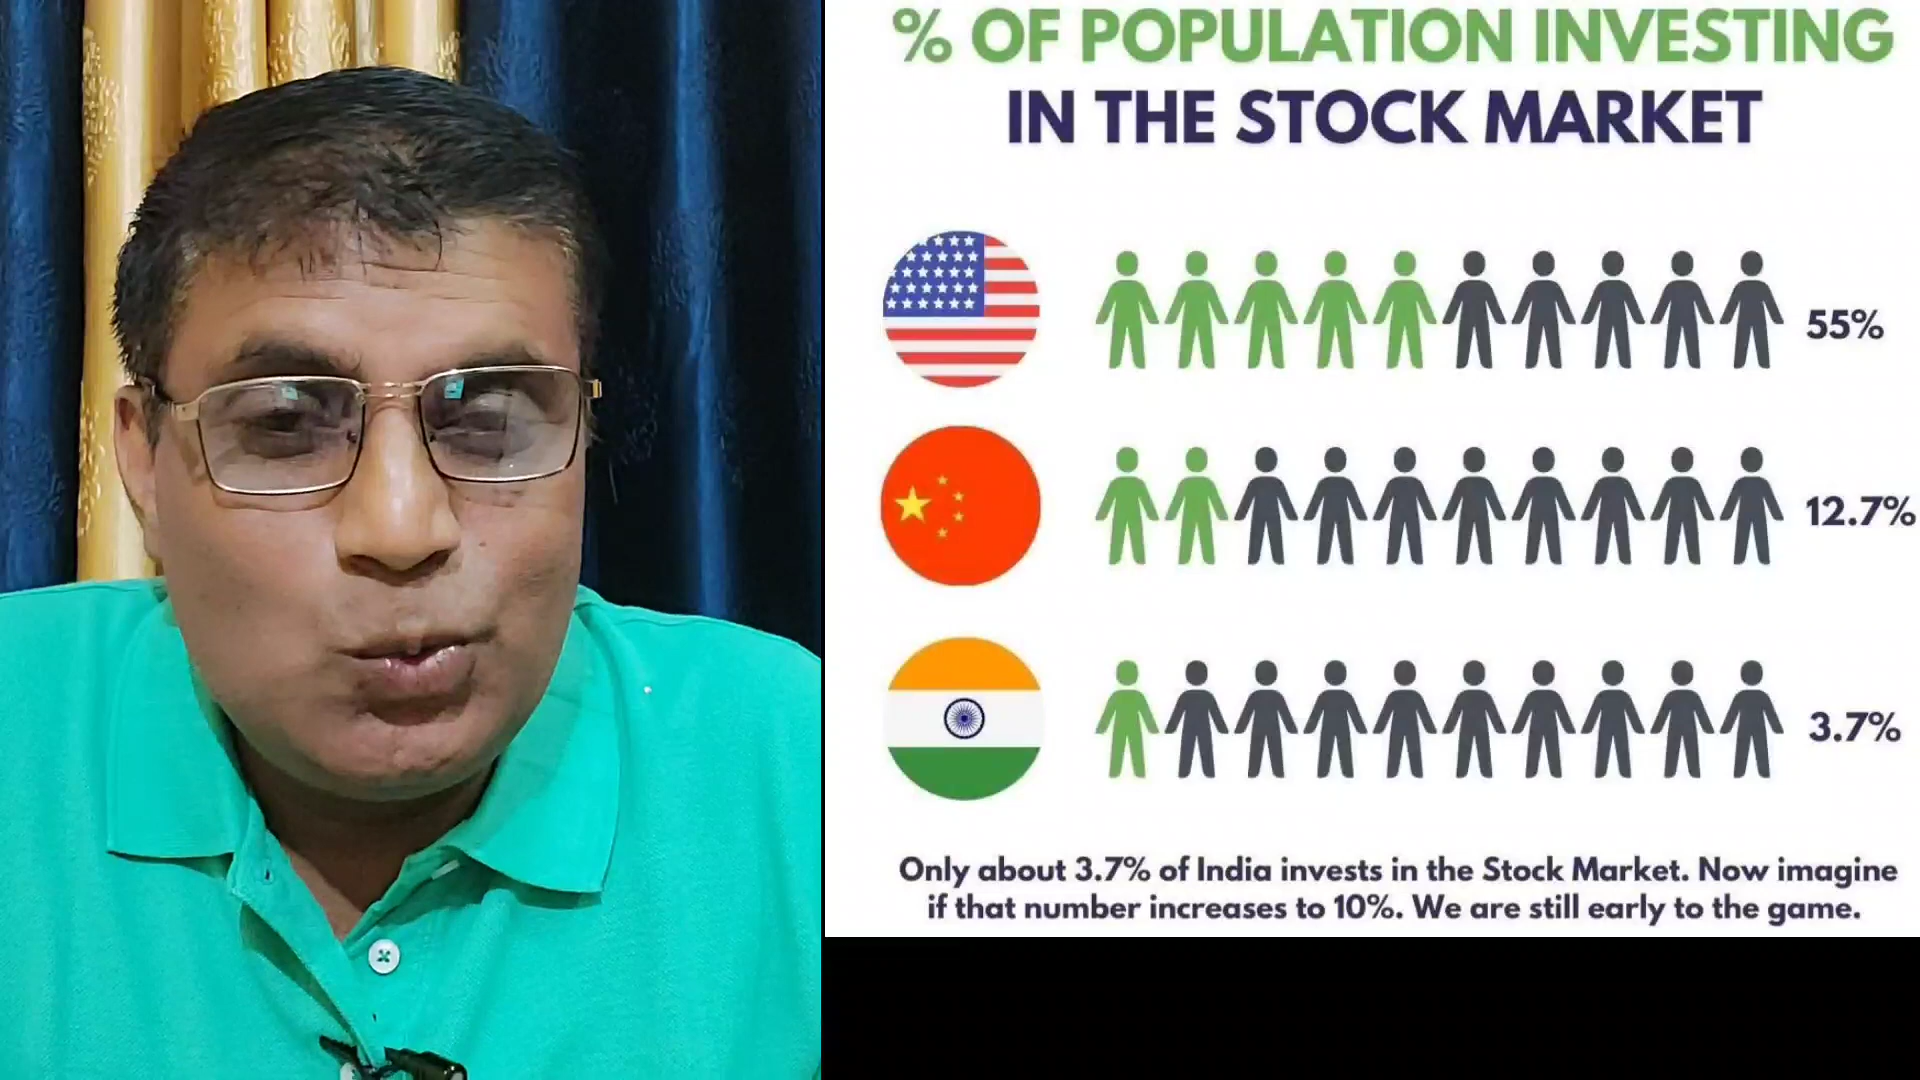 % OF POPULATION INVESTING
IN THE STOCK MARKET
55%
12.7%
3.7%
Only about 3.7% of India invests in the Stock Market. Now imagine
if that number increases to 10%. We are still early to the game.